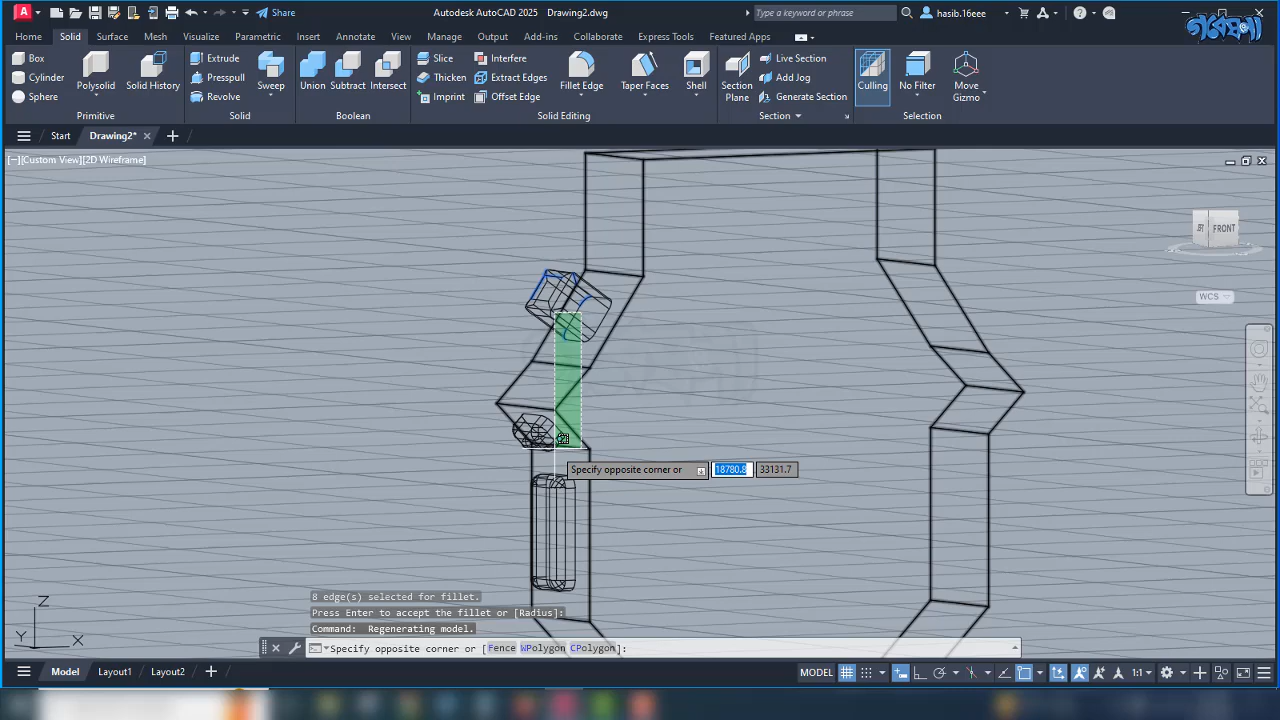 A Share Autodesk AutoCAD 2025 Drawing2.dwg Type a keyword or phrase hasib.16eee
গবেষণা
Home Solid Surface Mesh Visualize Parametric Insert Annotate View Manage Output Add-ins Collaborate Express Tools Featured Apps
Box Cylinder Sphere Polysolid Solid History
Primitive
Extrude Presspull Revolve Sweep
Solid
Union Subtract Intersect
Boolean
Slice Thicken Imprint Interfere Extract Edges Offset Edge Fillet Edge Taper Faces Shell
Solid Editing
Section Plane Live Section Add Jog Generate Section
Section
Culling No Filter Move Gizmo
Selection
Start Drawing2*
[−][Custom View][2D Wireframe]
FRONT
WCS
Specify opposite corner or 18780.8 33131.7
8 edge(s) selected for fillet.
Press Enter to accept the fillet or [Radius]:
Command: Regenerating model.
Specify opposite corner or [Fence WPolygon CPolygon]:
Z
Y X
Model Layout1 Layout2 MODEL 1:1